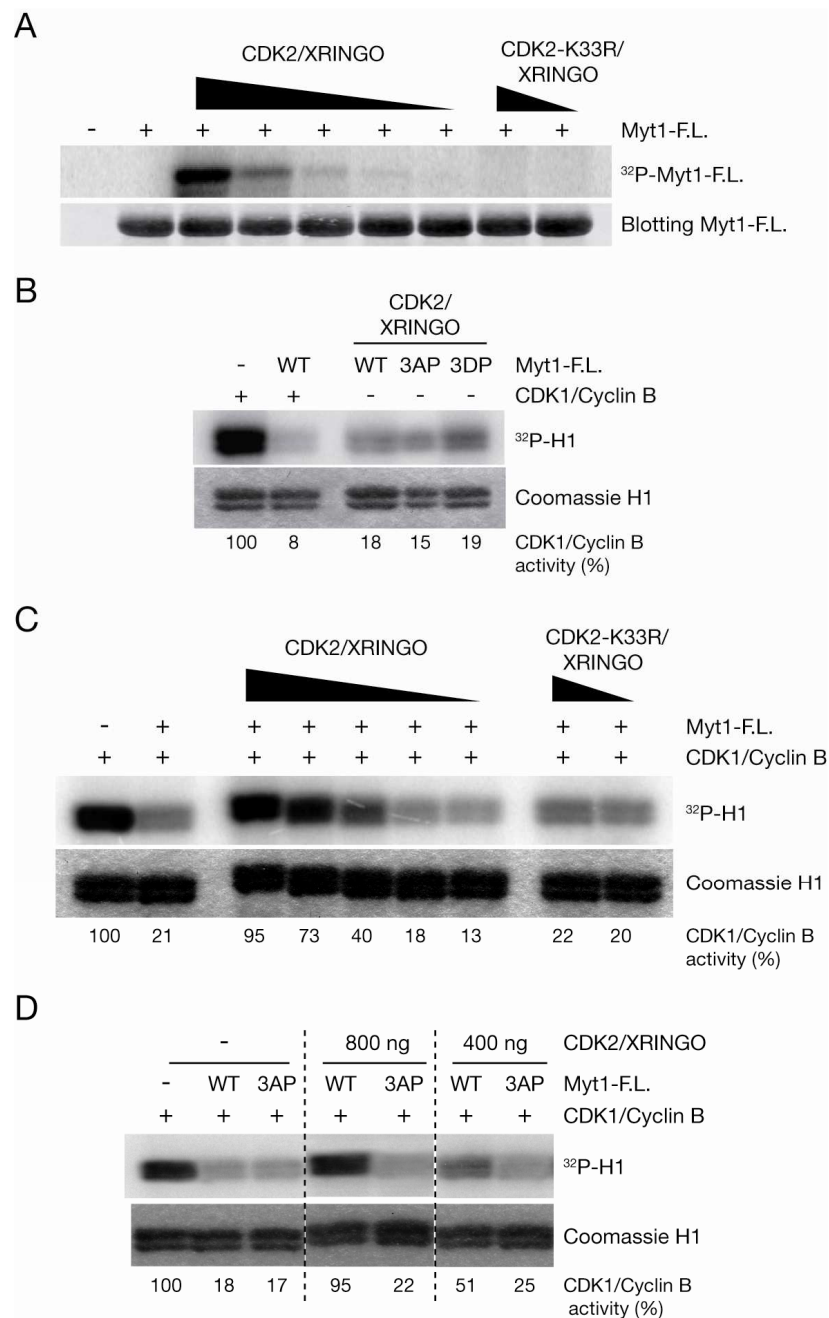 A
CDK2/XRINGO
CDK2-K33R/
XRINGO
- + + + + + + + + Myt1-F.L.
32P-Myt1-F.L.
Blotting Myt1-F.L.
B
CDK2/
XRINGO
- WT WT 3AP 3DP Myt1-F.L.
+ + - - - CDK1/Cyclin B
32P-H1
Coomassie H1
100 8 18 15 19 CDK1/Cyclin B
activity (%)
C
CDK2/XRINGO
CDK2-K33R/
XRINGO
- + + + + + + + + Myt1-F.L.
+ + + + + + + + + CDK1/Cyclin B
32P-H1
Coomassie H1
100 21 95 73 40 18 13 22 20 CDK1/Cyclin B
activity (%)
D
- 800 ng 400 ng CDK2/XRINGO
- WT 3AP WT 3AP WT 3AP Myt1-F.L.
+ + + + + + + CDK1/Cyclin B
32P-H1
Coomassie H1
100 18 17 95 22 51 25 CDK1/Cyclin B
activity (%)